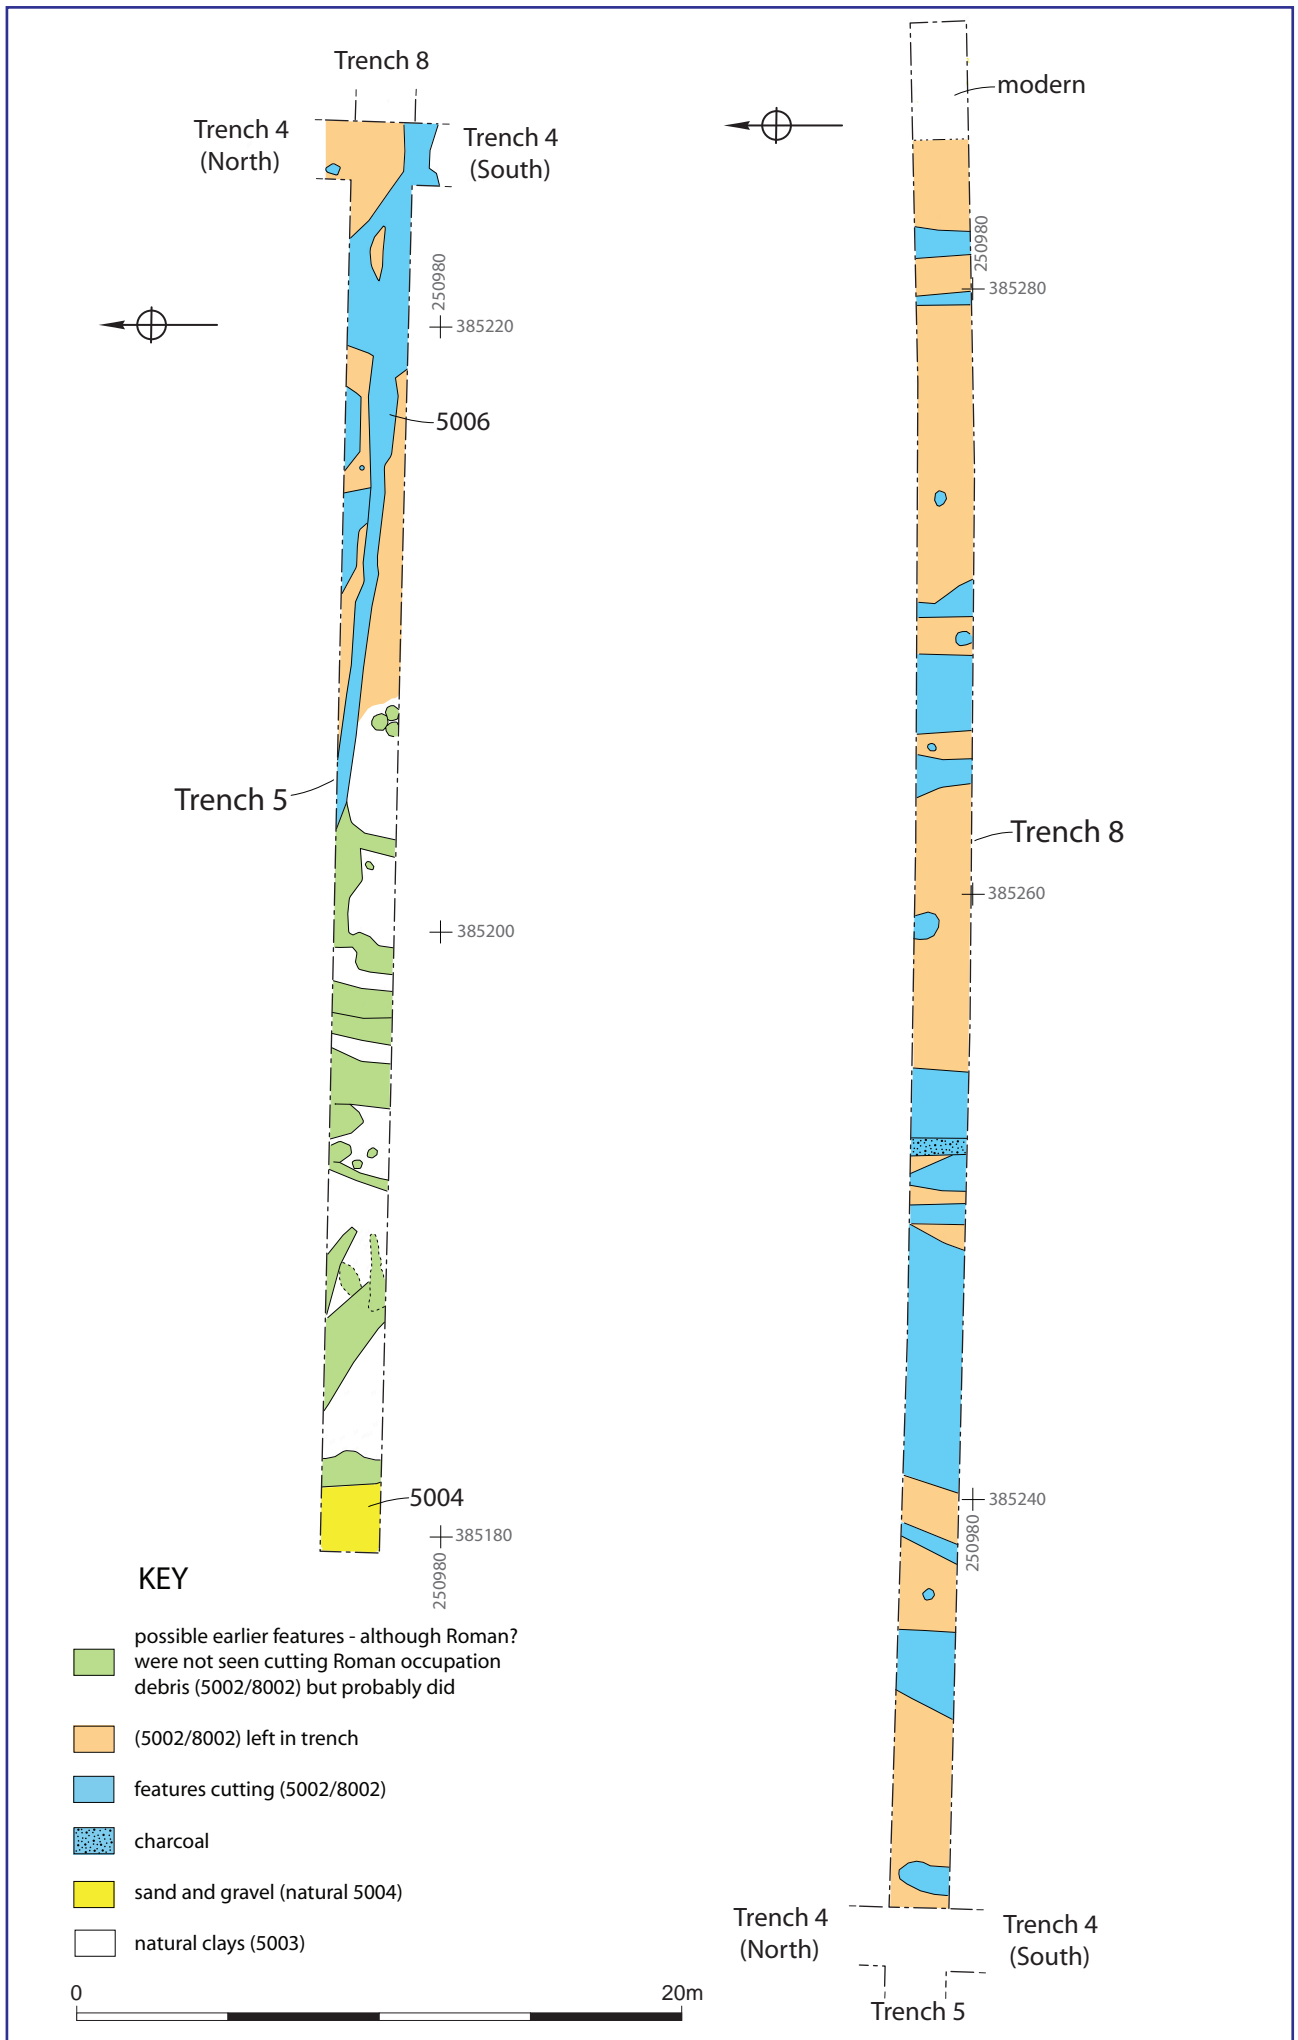 Trench 8
Trench 4
(North)
Trench 4
(South)
250980
385220
5006
Trench 5
385200
5004
385180
250980
modern
250980
385280
Trench 8
385260
385240
250980
Trench 4
(North)
Trench 4
(South)
Trench 5
KEY
possible earlier features - although Roman?
were not seen cutting Roman occupation
debris (5002/8002) but probably did
(5002/8002) left in trench
features cutting (5002/8002)
charcoal
sand and gravel (natural 5004)
natural clays (5003)
0 20m